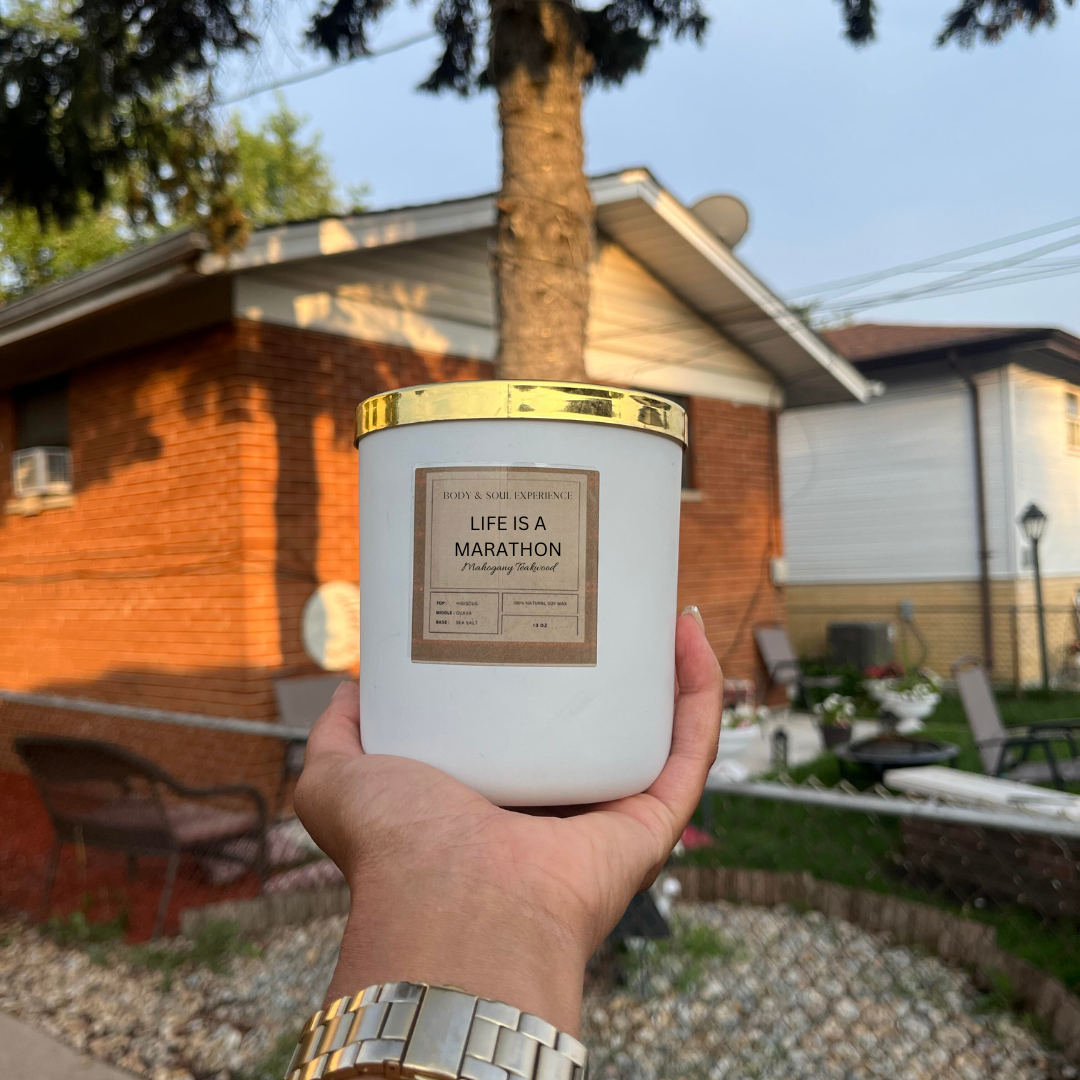 BODY & SOUL EXPERIENCE
LIFE IS A
MARATHON
Mahogany Teakwood
TOP: HIBISCUS
MIDDLE: GUAVA
BASE: SEA SALT
100% NATURAL SOY WAX
13 OZ